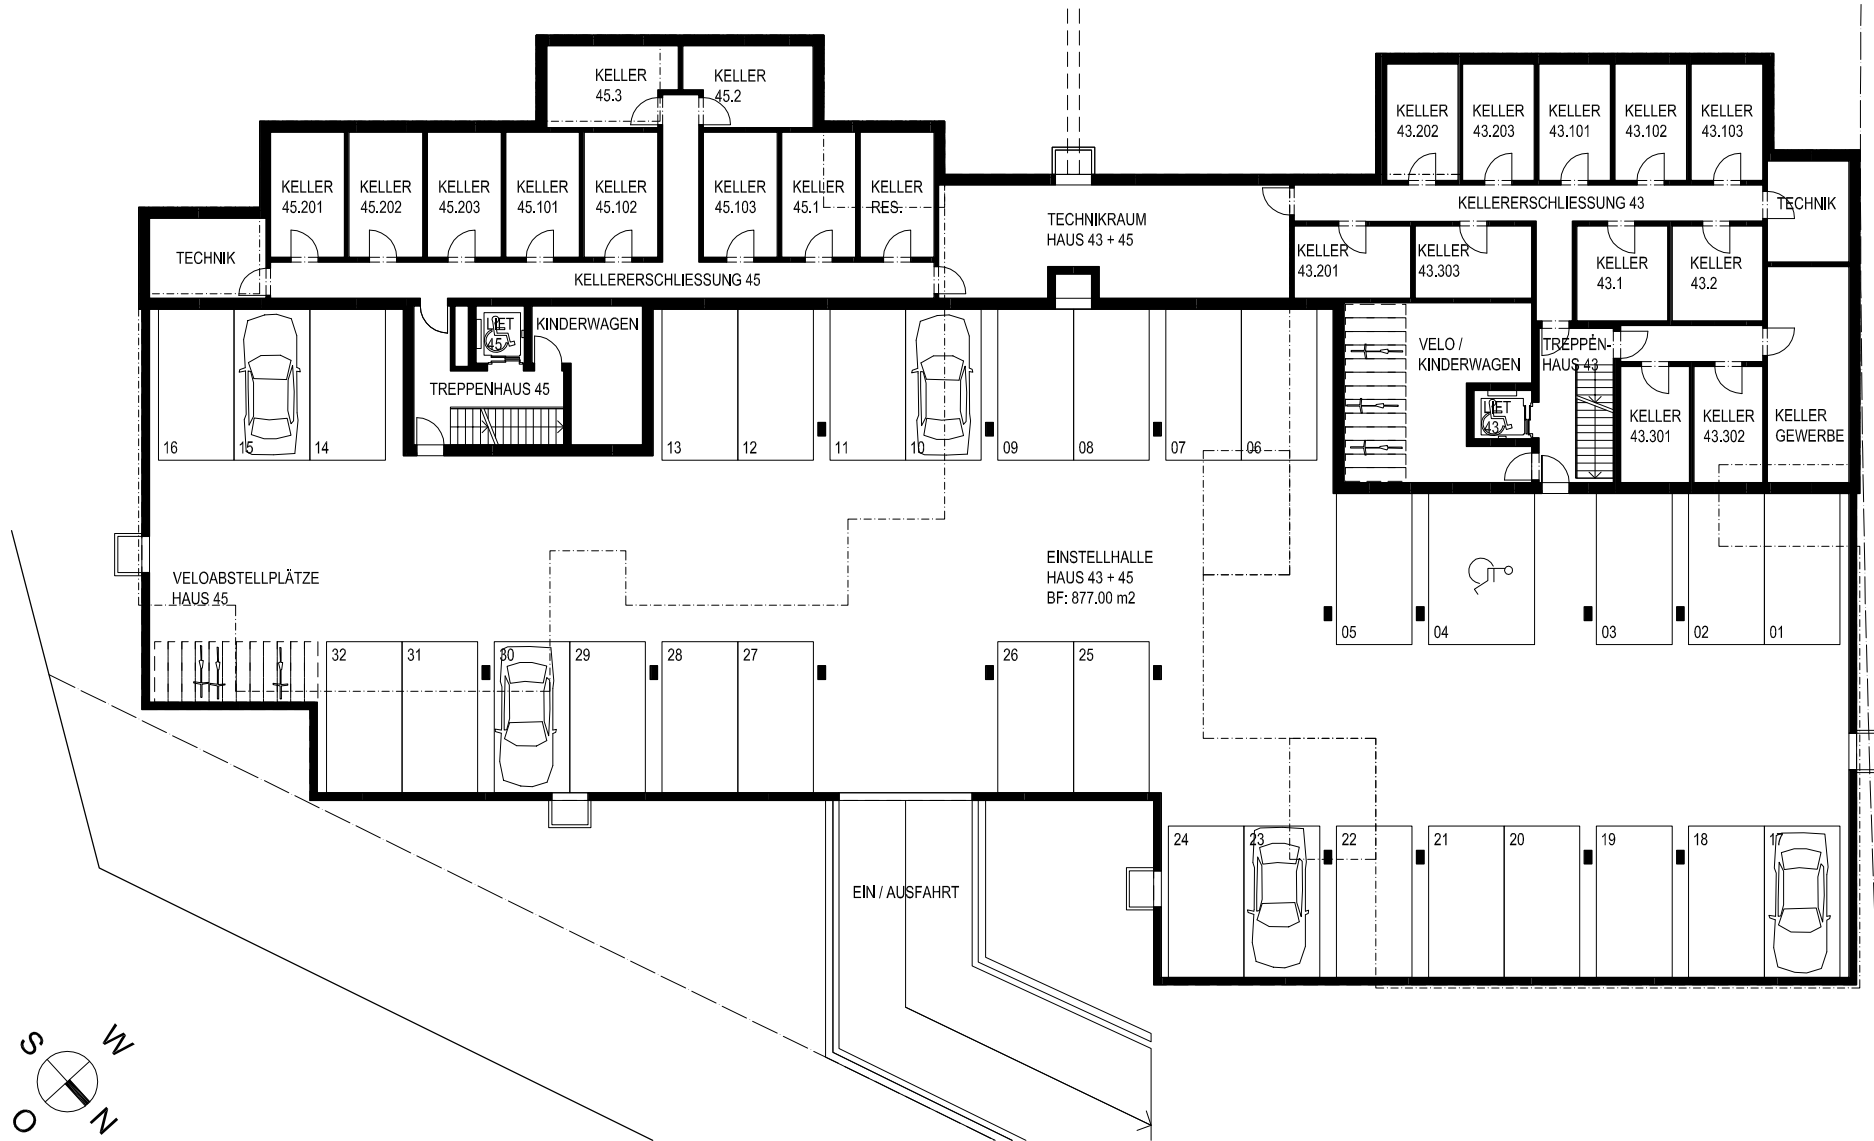 KELLER
45.3
KELLER
45.2
KELLER
43.202
KELLER
43.203
KELLER
43.101
KELLER
43.102
KELLER
43.103
KELLER
45.201
KELLER
45.202
KELLER
45.203
KELLER
45.101
KELLER
45.102
KELLER
45.103
KELLER
45.1
KELLER
RES.
TECHNIKRAUM
HAUS 43 + 45
KELLERERSCHLIESSUNG 43
TECHNIK
TECHNIK
KELLERERSCHLIESSUNG 45
KELLER
43.201
KELLER
43.303
KELLER
43.1
KELLER
43.2
LIFT
45
KINDERWAGEN
TREPPENHAUS 45
VELO /
KINDERWAGEN
TREPPEN-
HAUS 43
LIFT
43
KELLER
43.301
KELLER
43.302
KELLER
GEWERBE
16
15
14
13
12
11
10
09
08
07
06
VELOABSTELLPLÄTZE
HAUS 45
EINSTELLHALLE
HAUS 43 + 45
BF: 877.00 m2
05
04
03
02
01
32
31
30
29
28
27
26
25
24
23
22
21
20
19
18
17
EIN / AUSFAHRT
S
W
O
N